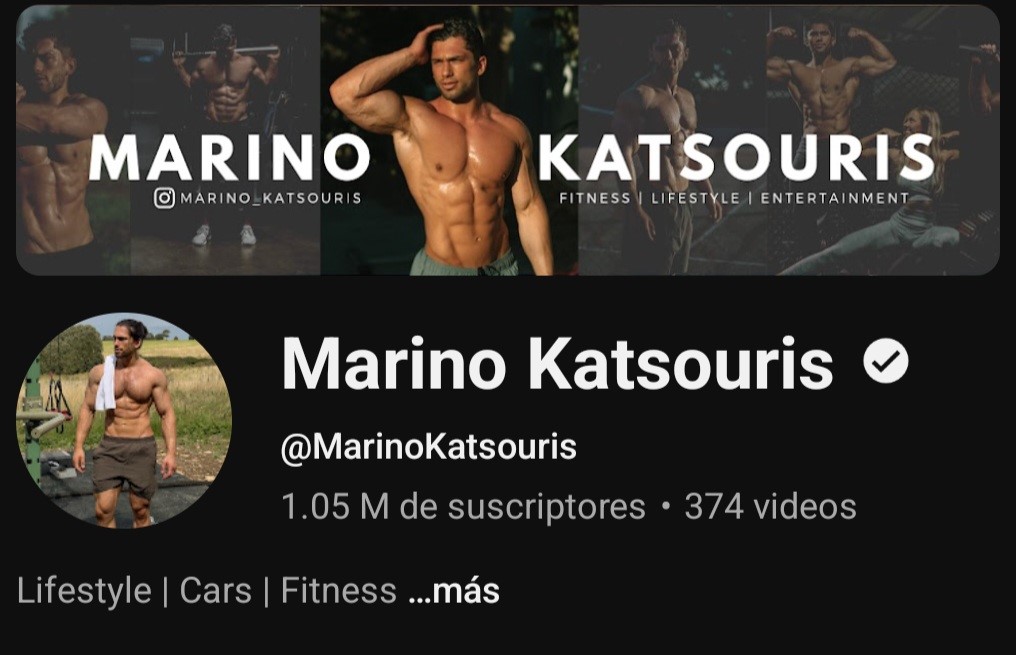 MARINO KATSOURIS
MARINO_KATSOURIS FITNESS | LIFESTYLE | ENTERTAINMENT
Marino Katsouris
@MarinoKatsouris
1.05 M de suscriptores • 374 videos
Lifestyle | Cars | Fitness ...más